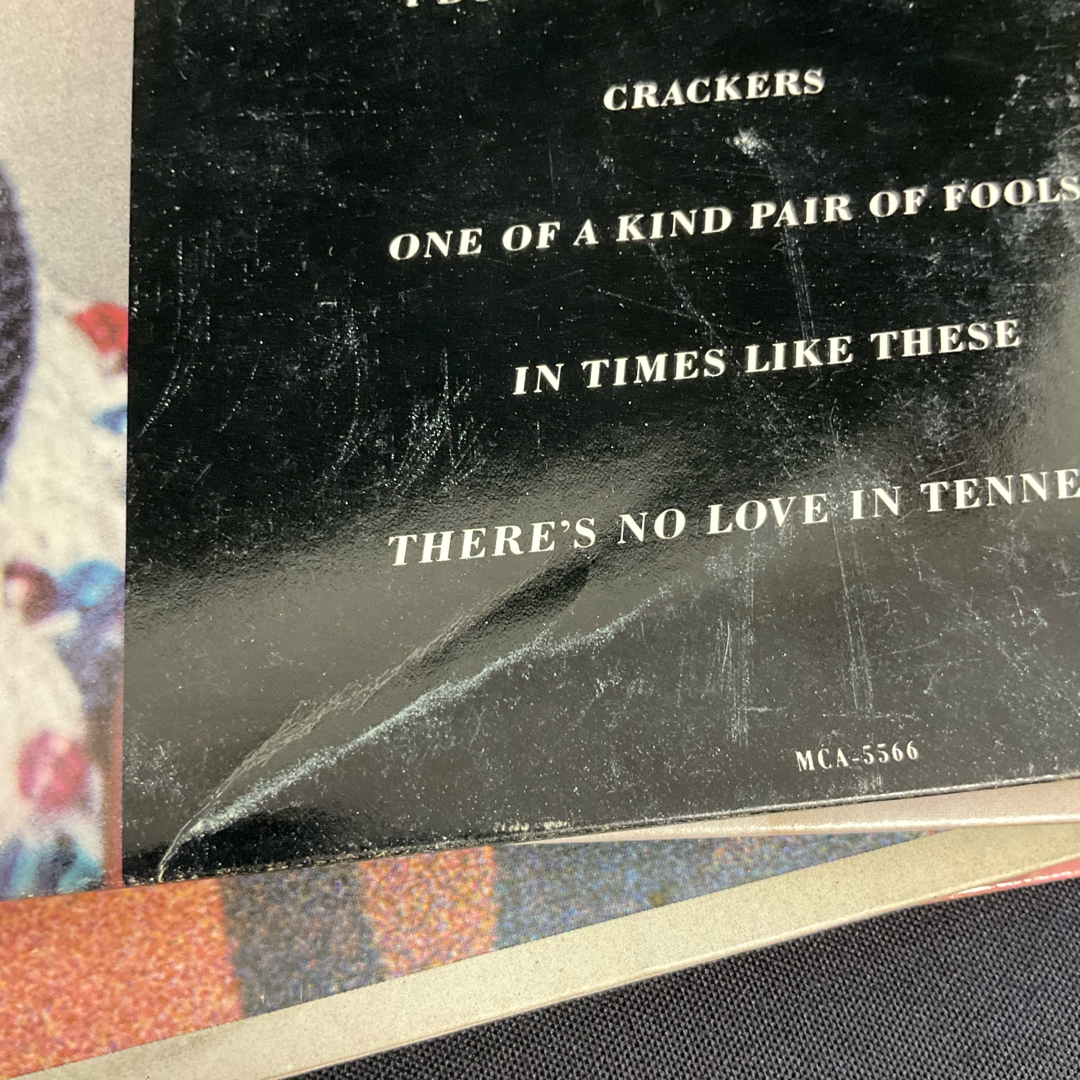 CRACKERS
ONE OF A KIND PAIR OF FOOLS
IN TIMES LIKE THESE
THERE'S NO LOVE IN TENNE
MCA-5566